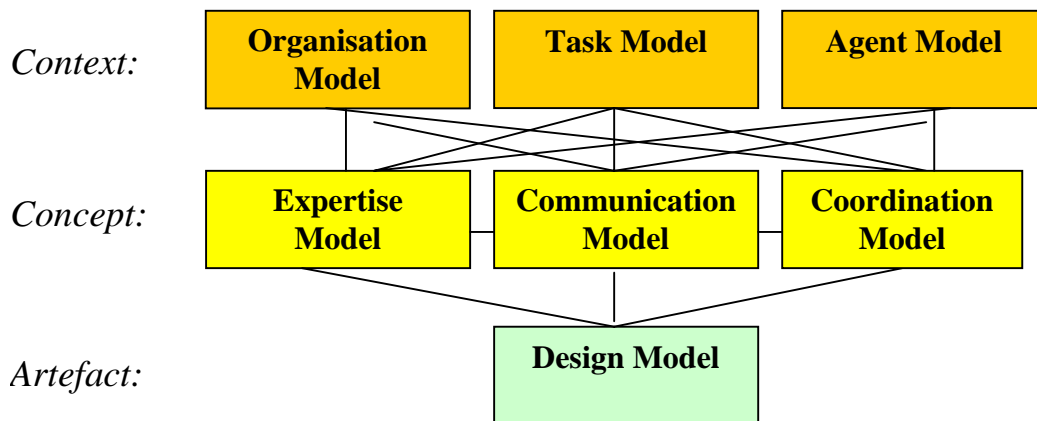 Context:
Organisation
Model
Task Model
Agent Model
Concept:
Expertise
Model
Communication
Model
Coordination
Model
Artefact:
Design Model